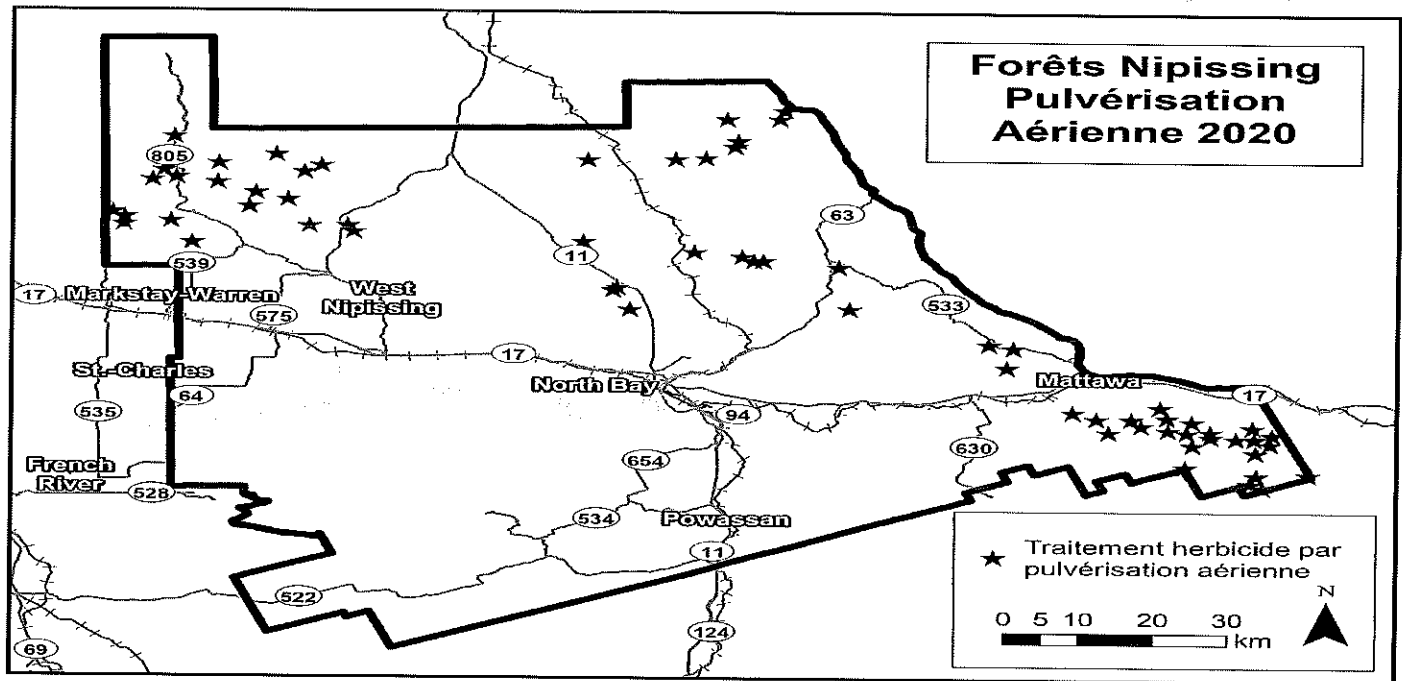 Forêts Nipissing
Pulvérisation
Aérienne 2020
805
63
11
539
17
Markstay-Warren
West
Nipissing
575
533
17
St.-Charles
North Bay
Mattawa
64
17
535
94
630
654
French
River
528
534
Powassan
11
522
124
69
Traitement herbicide par
pulvérisation aérienne
N
0 5 10 20 30
km